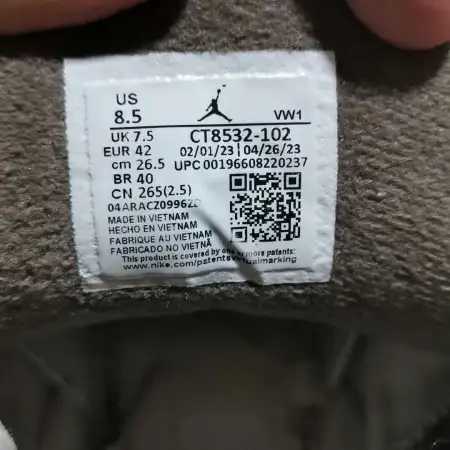 US
8.5
VW1
UK 7.5 CT8532-102
EUR 42 02/01/23 04/26/23
cm 26.5 UPC 00196608220237
BR 40
CN 265(2.5)
04ARACZ0996ZD
MADE IN VIETNAM
HECHO EN VIETNAM
FABRIQUE AU VIETNAM
FABRICADO NO VIETNÃ
This product is covered by one or more patents:
www.nike.com/patentsvirtualmarking